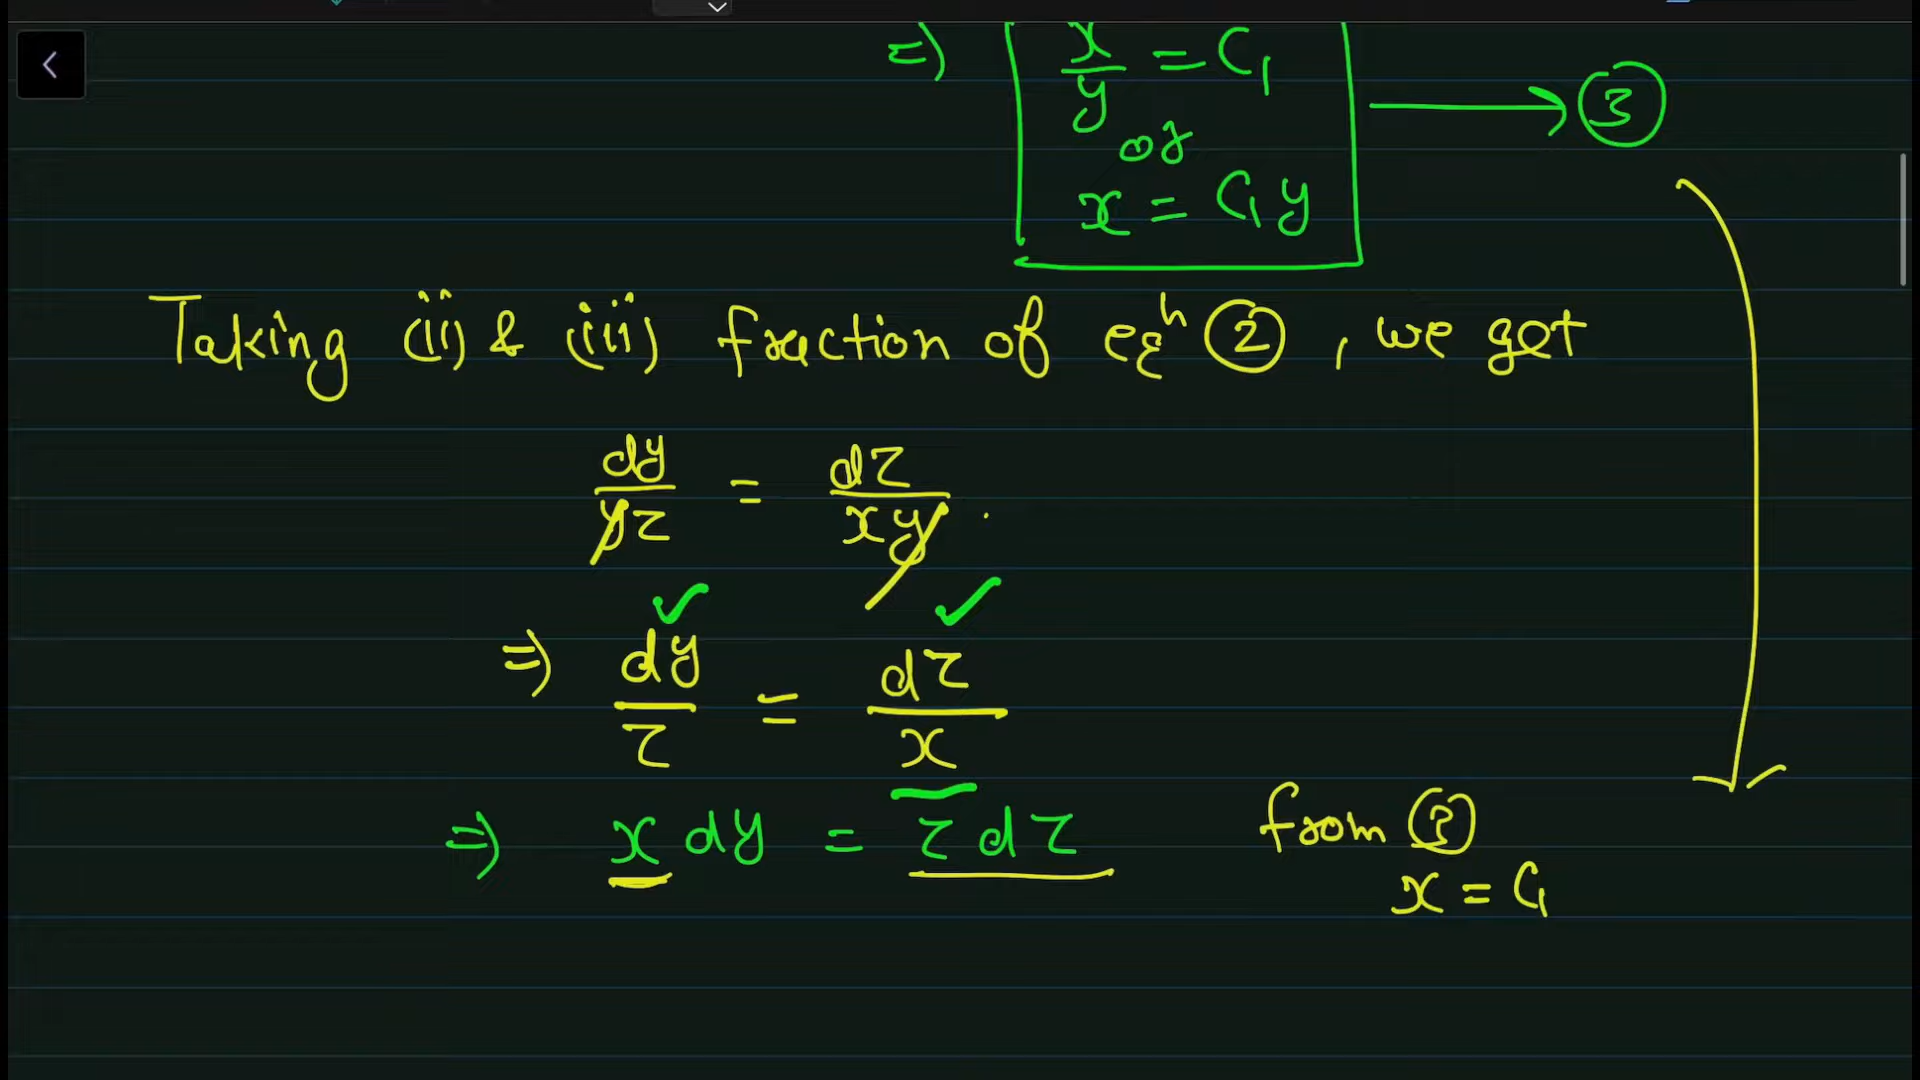 => x/y = C₁
or → ③
x = C₁y
Taking (ii) & (iii) fraction of eqⁿ ②, we get
dy/yz = dz/xy
=> dy/z = dz/x
=> x dy = z dz from ③
x = C₁